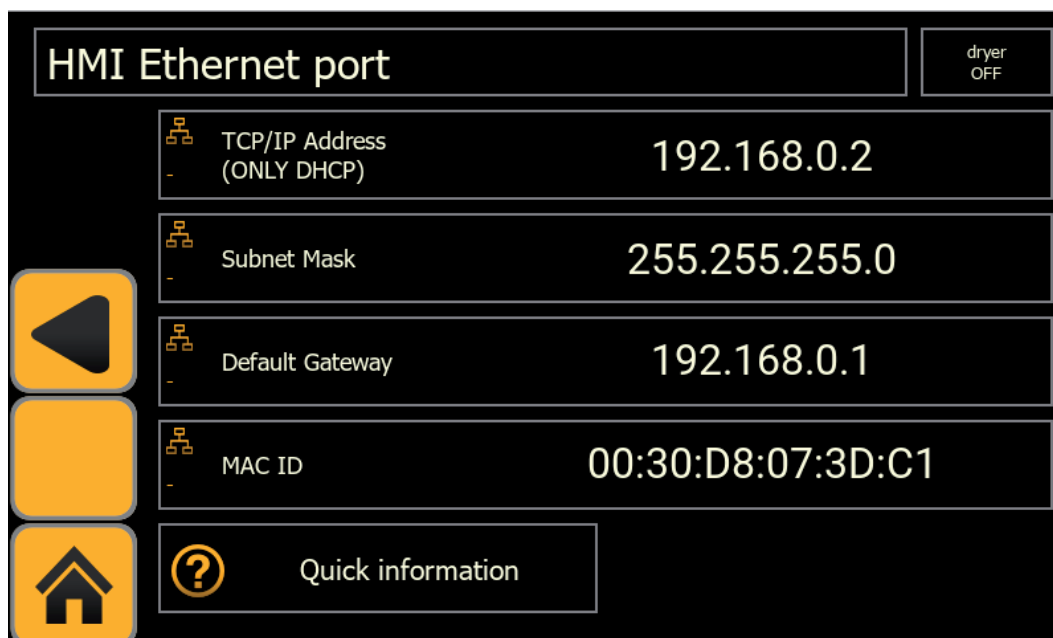 HMI Ethernet port
dryer
OFF
TCP/IP Address
(ONLY DHCP)
192.168.0.2
-
Subnet Mask
255.255.255.0
-
Default Gateway
192.168.0.1
-
MAC ID
00:30:D8:07:3D:C1
-
?
Quick information